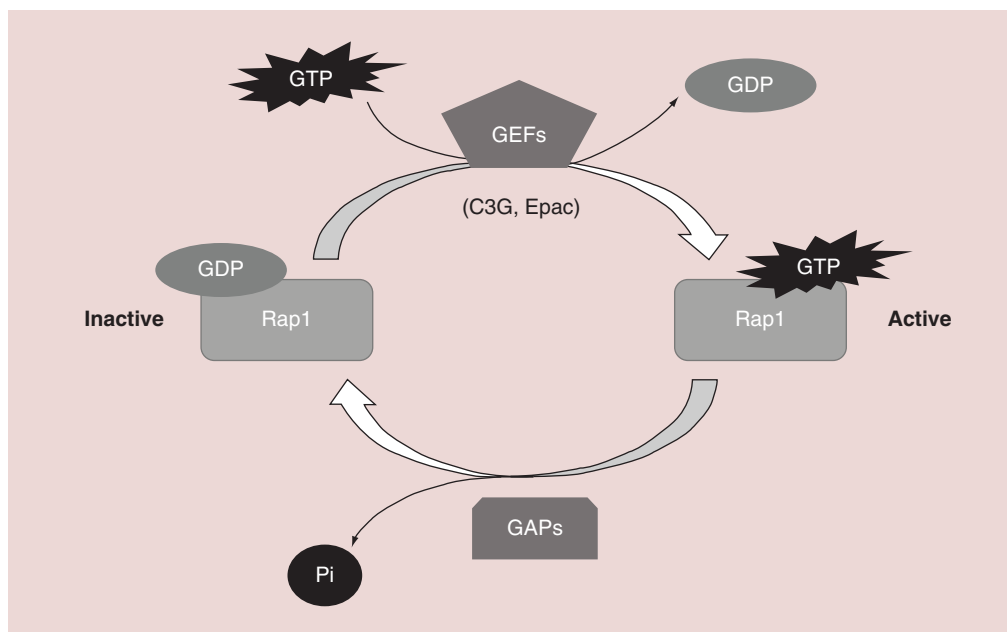 GTP
GEFs
GDP
(C3G, Epac)
GDP
GTP
Inactive
Rap1
Rap1
Active
GAPs
Pi